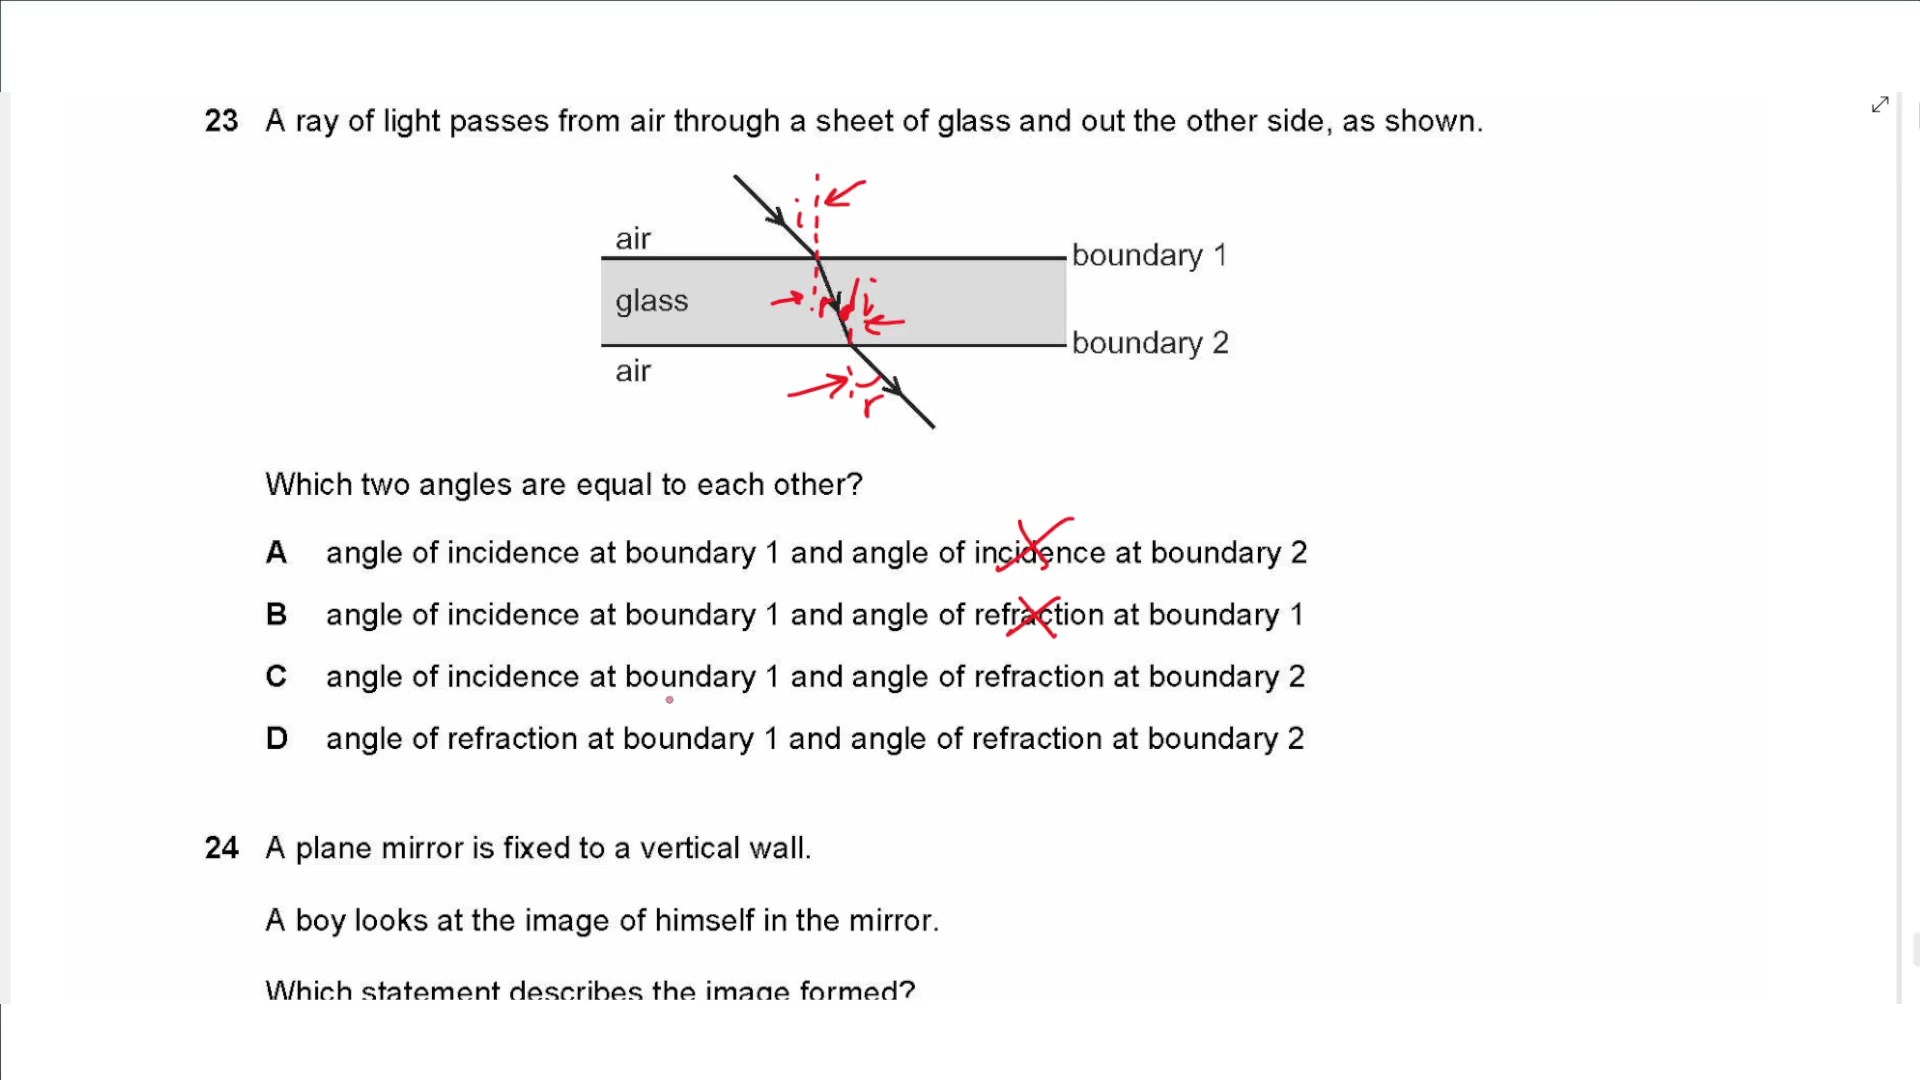 23 A ray of light passes from air through a sheet of glass and out the other side, as shown.
i
air
boundary 1
glass
r i
boundary 2
air
r
Which two angles are equal to each other?
A angle of incidence at boundary 1 and angle of incidence at boundary 2
B angle of incidence at boundary 1 and angle of refraction at boundary 1
C angle of incidence at boundary 1 and angle of refraction at boundary 2
D angle of refraction at boundary 1 and angle of refraction at boundary 2
24 A plane mirror is fixed to a vertical wall.
A boy looks at the image of himself in the mirror.
Which statement describes the image formed?